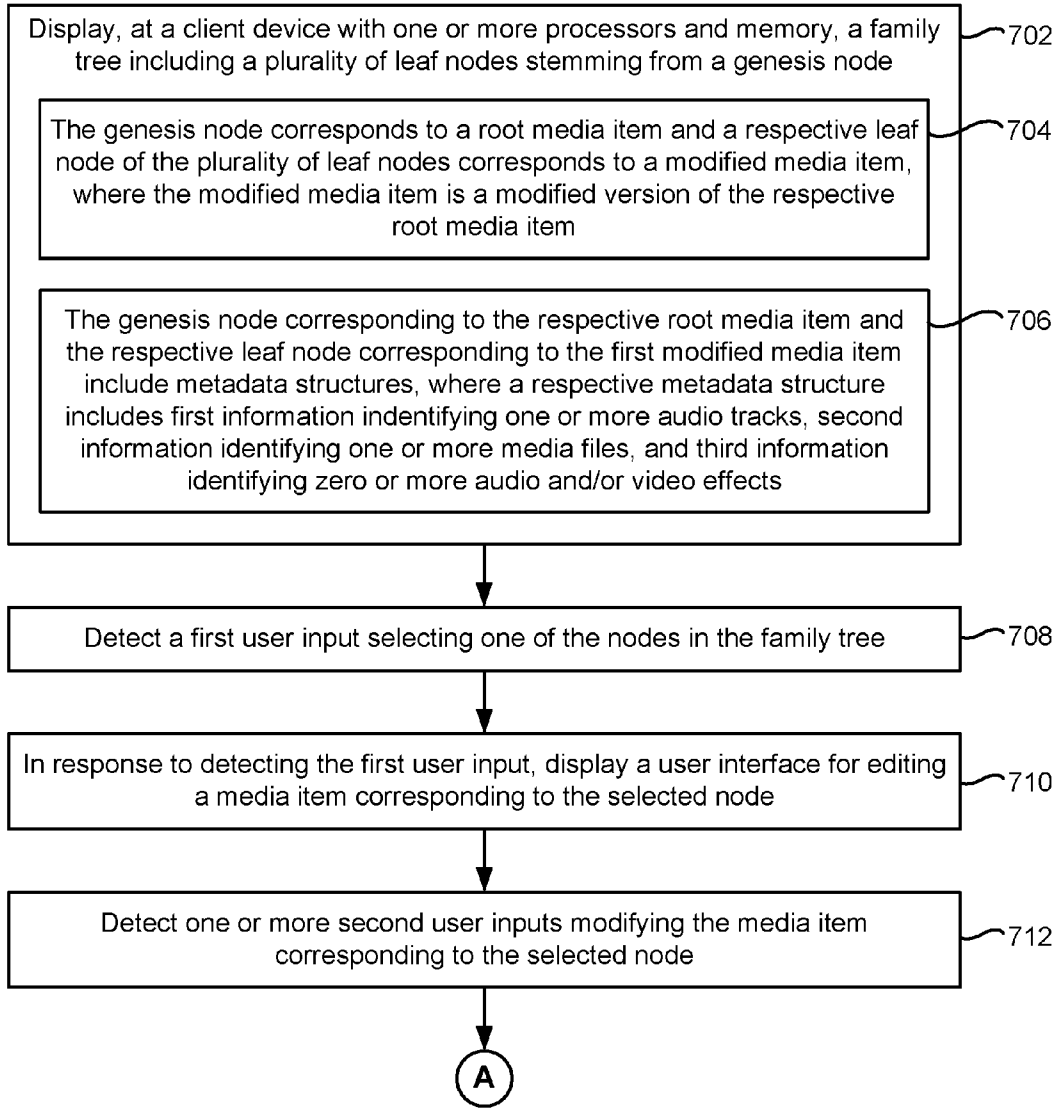 Display, at a client device with one or more processors and memory, a family
tree including a plurality of leaf nodes stemming from a genesis node
702
The genesis node corresponds to a root media item and a respective leaf
node of the plurality of leaf nodes corresponds to a modified media item,
where the modified media item is a modified version of the respective
root media item
704
The genesis node corresponding to the respective root media item and
the respective leaf node corresponding to the first modified media item
include metadata structures, where a respective metadata structure
includes first information indentifying one or more audio tracks, second
information identifying one or more media files, and third information
identifying zero or more audio and/or video effects
706
Detect a first user input selecting one of the nodes in the family tree
708
In response to detecting the first user input, display a user interface for editing
a media item corresponding to the selected node
710
Detect one or more second user inputs modifying the media item
corresponding to the selected node
712
A